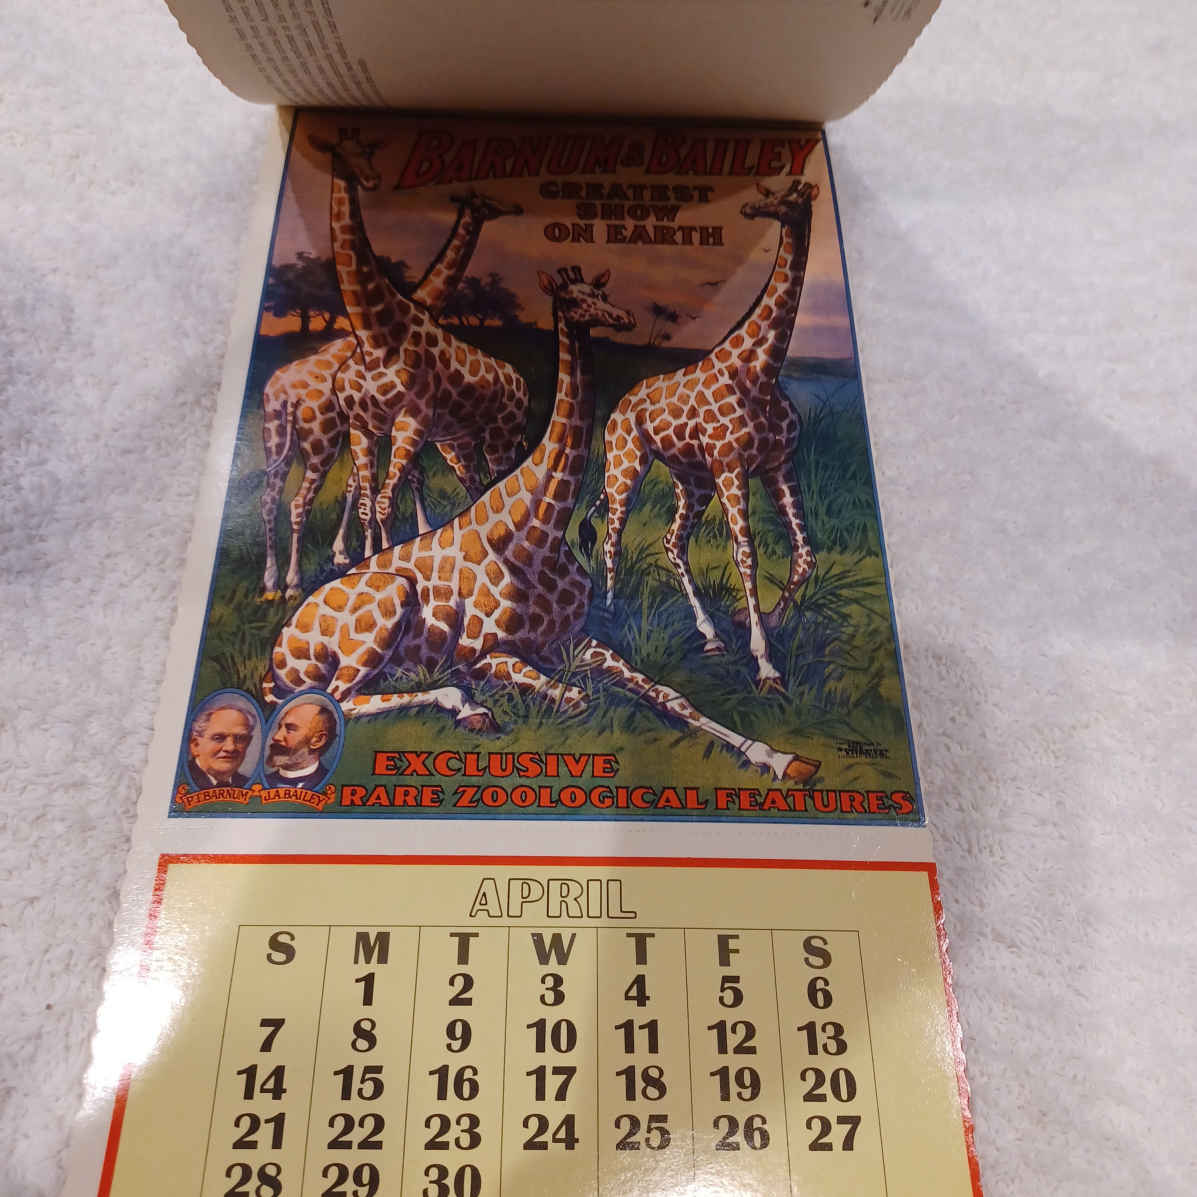 BARNUM & BAILEY
GREATEST
SHOW
ON EARTH
P.T. BARNUM J.A. BAILEY
EXCLUSIVE
RARE ZOOLOGICAL FEATURES
APRIL
S M T W T F S
1 2 3 4 5 6
7 8 9 10 11 12 13
14 15 16 17 18 19 20
21 22 23 24 25 26 27
28 29 30